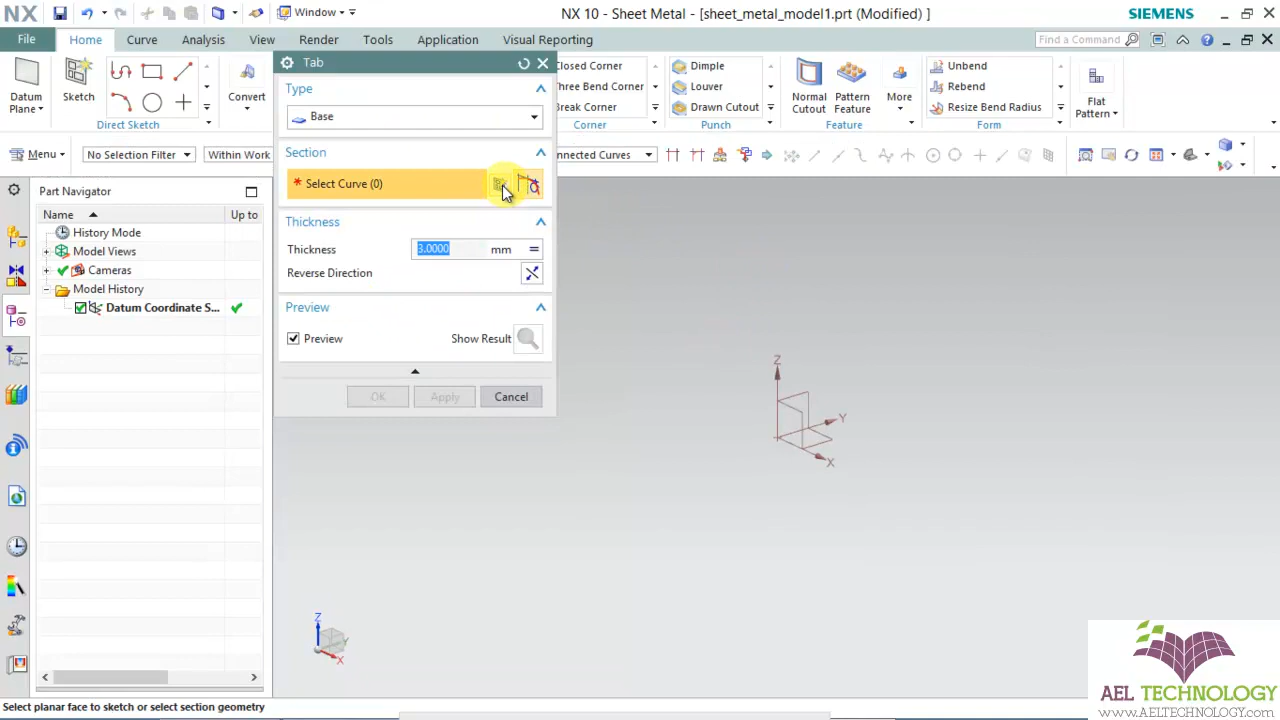 NX
Window
NX 10 - Sheet Metal - [sheet_metal_model1.prt (Modified) ]
SIEMENS
File
Home
Curve
Analysis
View
Render
Tools
Application
Visual Reporting
Find a Command
Datum
Plane
Sketch
Direct Sketch
Convert
Tab
Closed Corner
Three Bend Corner
Break Corner
Corner
Dimple
Louver
Drawn Cutout
Punch
Normal
Cutout
Pattern
Feature
More
Feature
Unbend
Rebend
Resize Bend Radius
Form
Flat
Pattern
Menu
No Selection Filter
Within Work
nnected Curves
Type
Base
Section
* Select Curve (0)
Thickness
Thickness
3.0000
mm
=
Reverse Direction
Preview
Preview
Show Result
OK
Apply
Cancel
Part Navigator
Name
Up to
History Mode
Model Views
Cameras
Model History
Datum Coordinate S...
Z
Y
X
Z
Y
X
Select planar face to sketch or select section geometry
AEL TECHNOLOGY
www.AELTECHNOLOGY.com